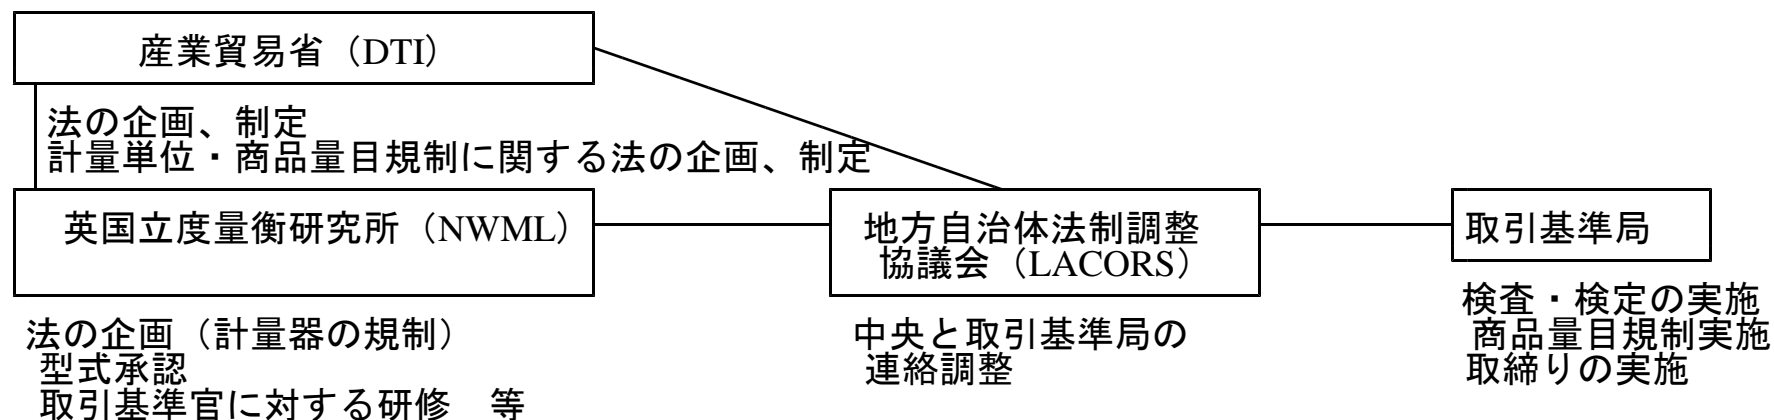 産業貿易省（DTI）
法の企画、制定
計量単位・商品量目規制に関する法の企画、制定
英国立度量衡研究所（NWML）
法の企画（計量器の規制）
型式承認
取引基準官に対する研修　等
地方自治体法制調整
協議会（LACORS）
中央と取引基準局の
連絡調整
取引基準局
検査・検定の実施
商品量目規制実施
取締りの実施